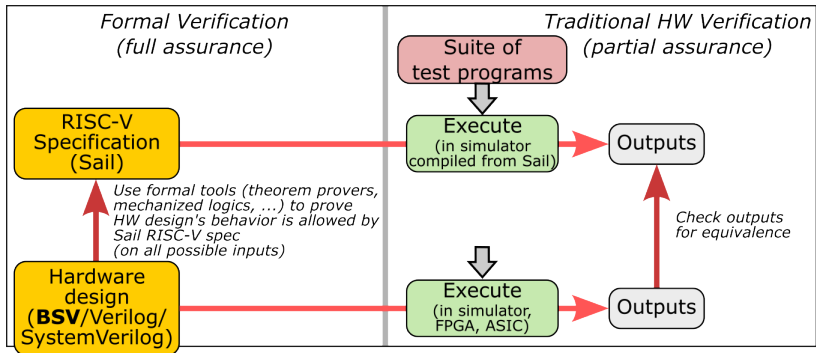 Formal Verification
(full assurance)
Traditional HW Verification
(partial assurance)
Suite of
test programs
RISC-V
Specification
(Sail)
Execute
(in simulator
compiled from Sail)
Outputs
Use formal tools (theorem provers,
mechanized logics, ...) to prove
HW design's behavior is allowed by
Sail RISC-V spec
(on all possible inputs)
Check outputs
for equivalence
Hardware
design
(BSV/Verilog/
SystemVerilog)
Execute
(in simulator,
FPGA, ASIC)
Outputs